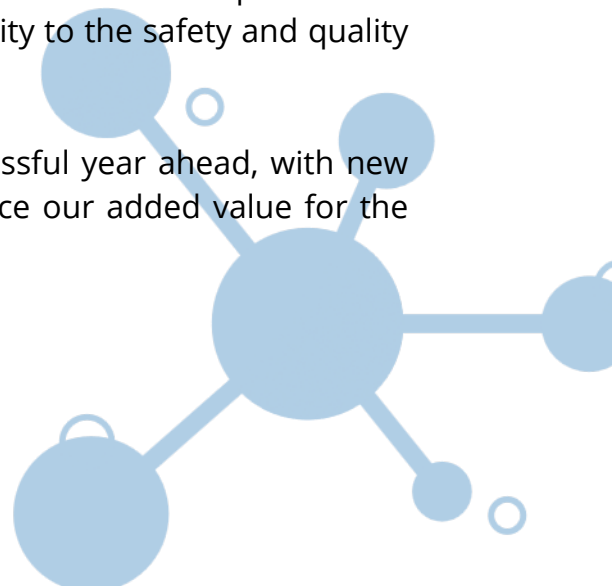 ity to the safety and quality
ssful year ahead, with new
ce our added value for the